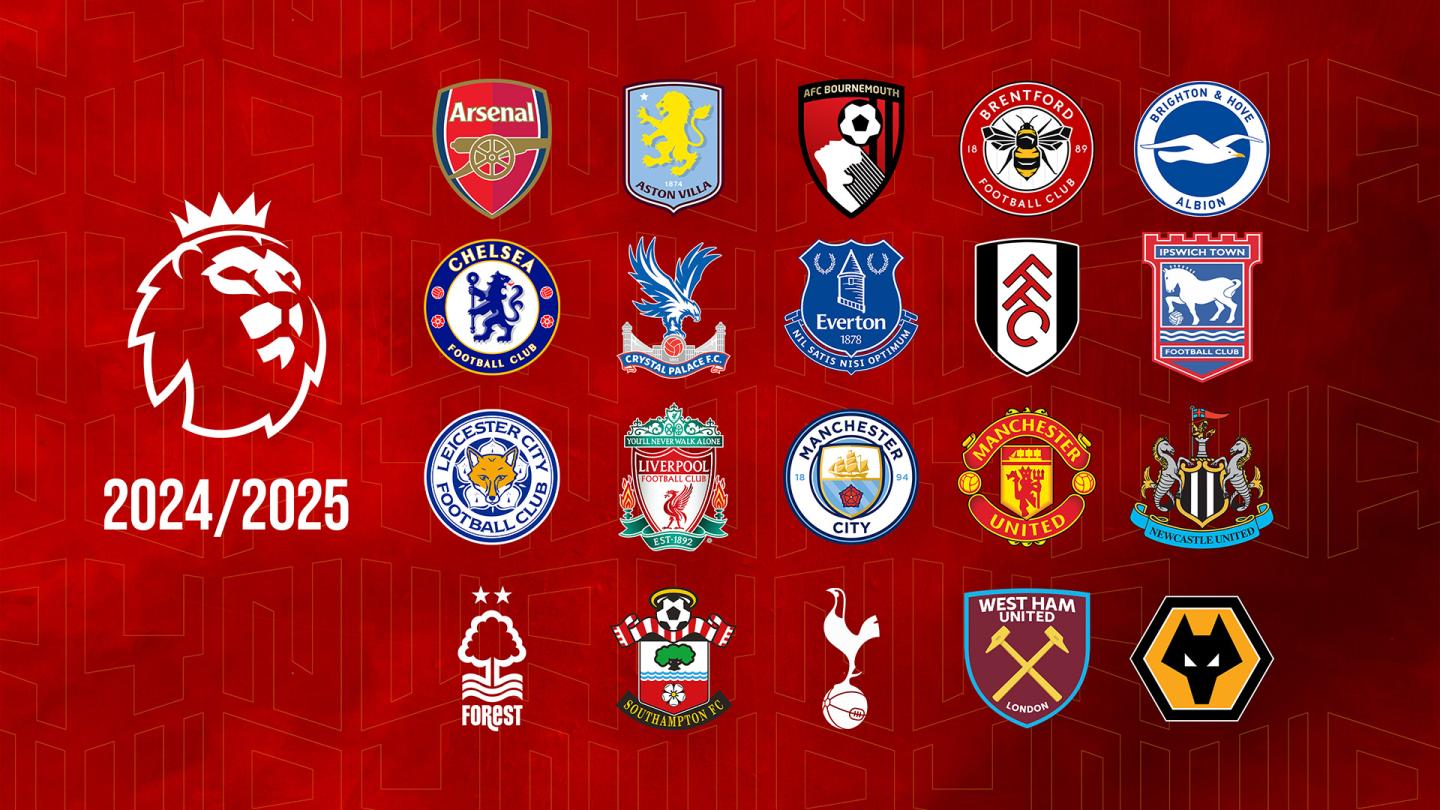 2024/2025
Arsenal
1874
ASTON VILLA
AFC BOURNEMOUTH
BRENTFORD
18 89
FOOTBALL CLUB
BRIGHTON & HOVE
ALBION
CHELSEA
FOOTBALL CLUB
CRYSTAL PALACE F.C.
Everton
1878
NIL SATIS NISI OPTIMUM
FFC
IPSWICH TOWN
FOOTBALL CLUB
LEICESTER CITY
FOOTBALL CLUB
YOU'LL NEVER WALK ALONE
LIVERPOOL
FOOTBALL CLUB
EST·1892
MANCHESTER
18 94
CITY
MANCHESTER
UNITED
NEWCASTLE UNITED
FOREST
SOUTHAMPTON FC
WEST HAM
UNITED
LONDON